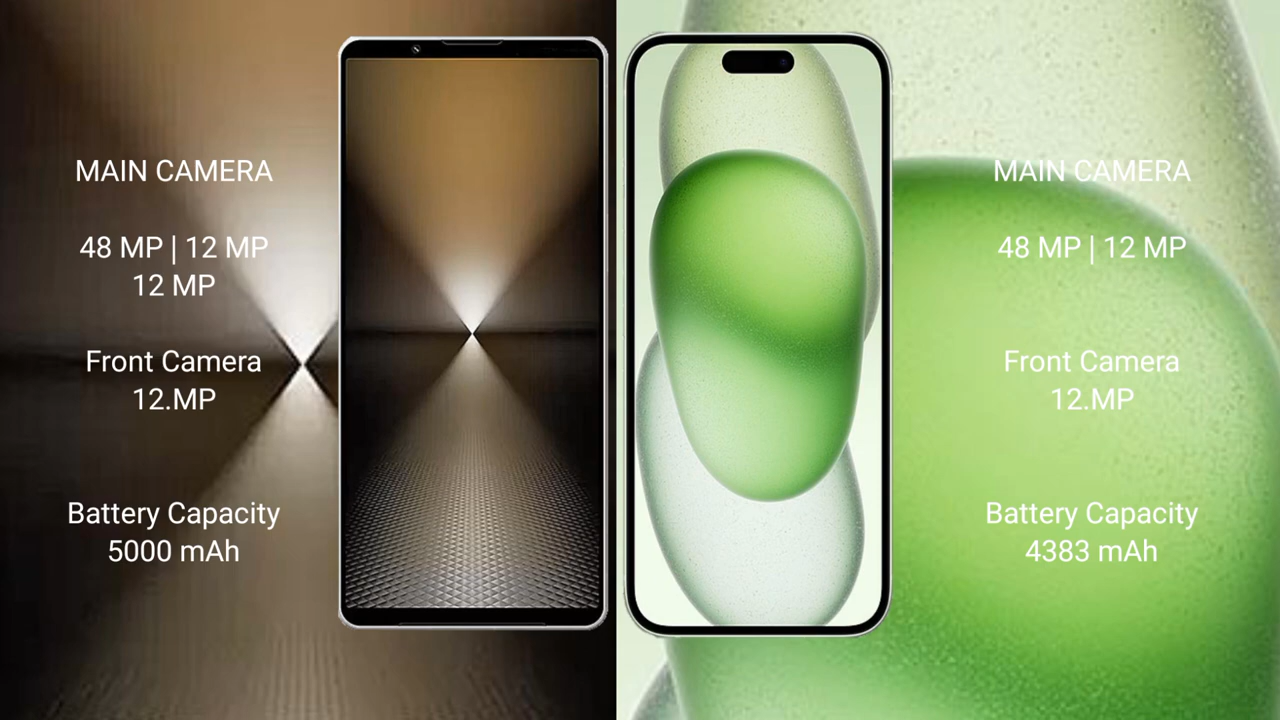 MAIN CAMERA
48 MP | 12 MP
12 MP
Front Camera
12.MP
Battery Capacity
5000 mAh
MAIN CAMERA
48 MP | 12 MP
Front Camera
12.MP
Battery Capacity
4383 mAh